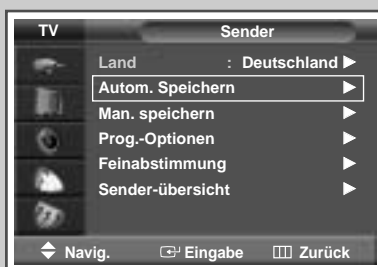 TV Sender
Land : Deutschland
Autom. Speichern
Man. speichern
Prog.-Optionen
Feinabstimmung
Sender-übersicht
Navig. Eingabe Zurück